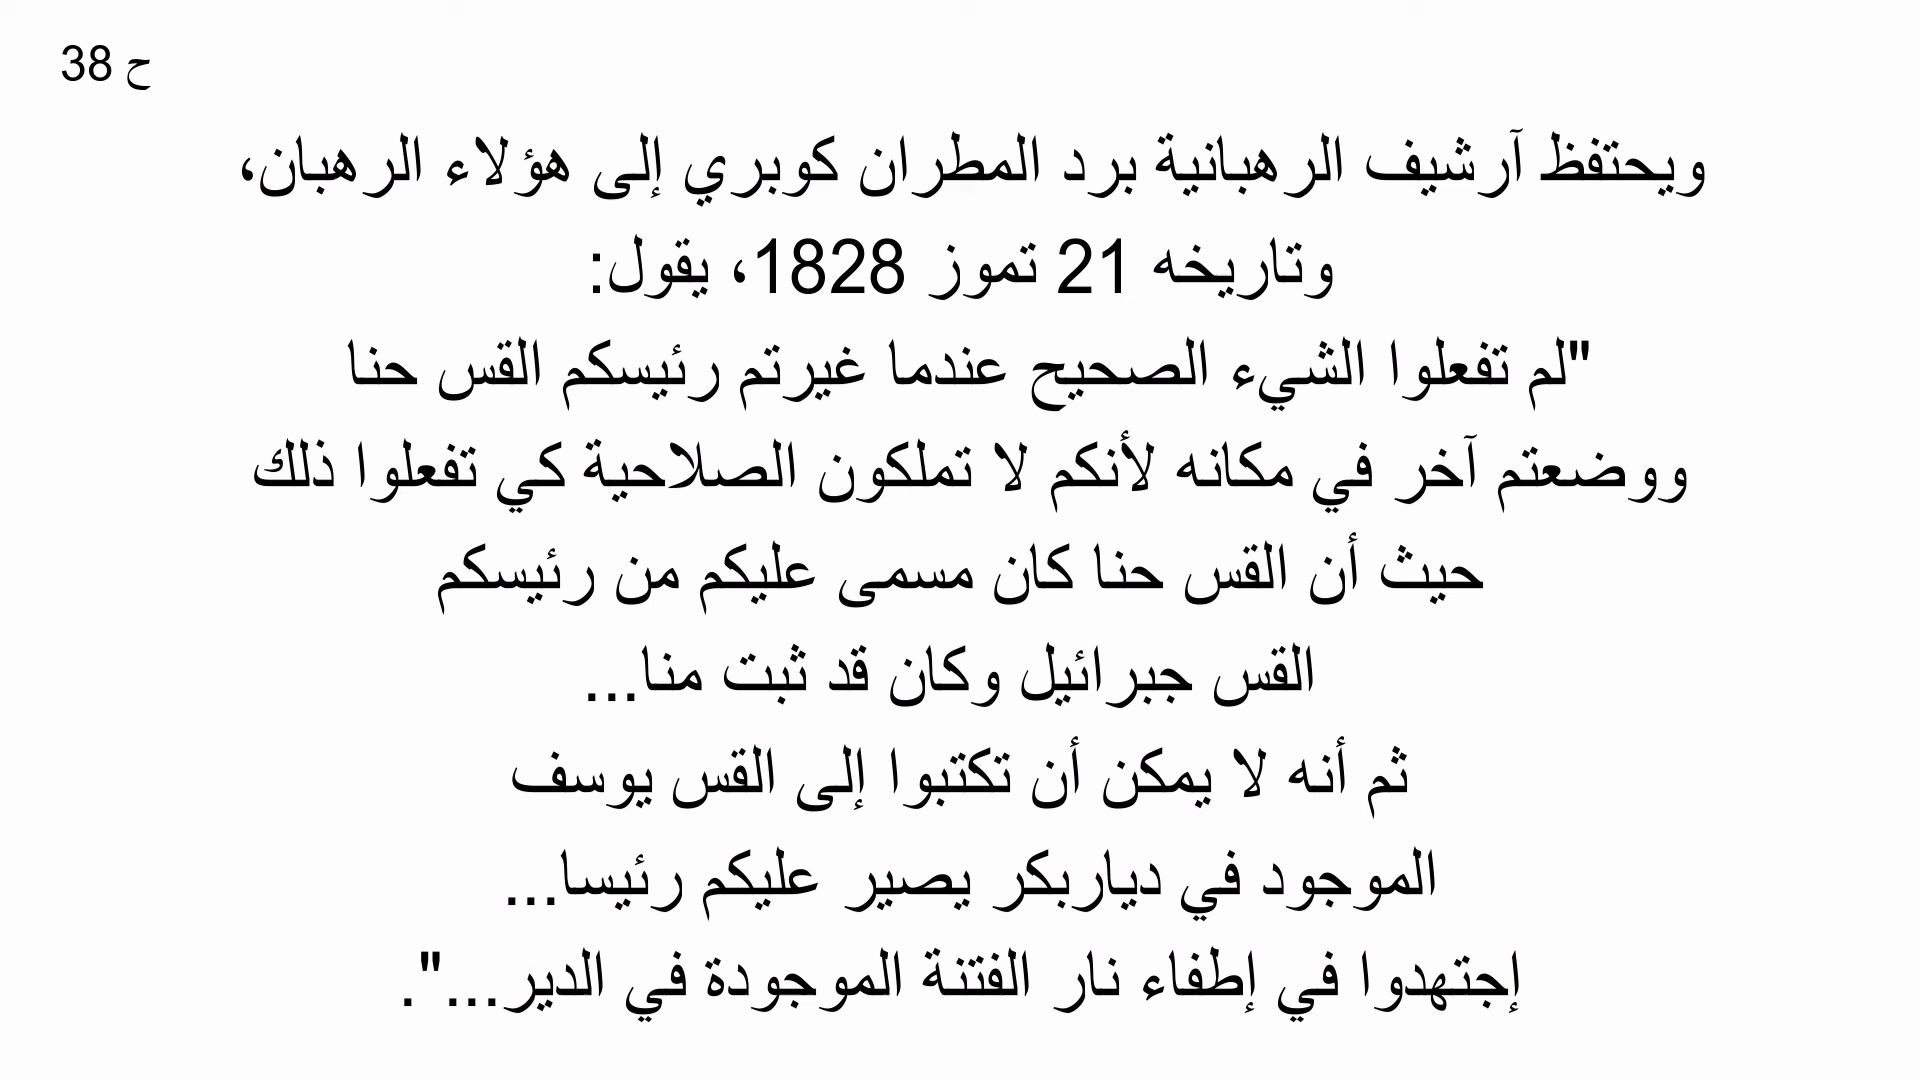 ح 38
ويحتفظ آرشيف الرهبانية برد المطران كوبري إلى هؤلاء الرهبان،
وتاريخه 21 تموز 1828، يقول:
"لم تفعلوا الشيء الصحيح عندما غيرتم رئيسكم القس حنا
ووضعتم آخر في مكانه لأنكم لا تملكون الصلاحية كي تفعلوا ذلك
حيث أن القس حنا كان مسمى عليكم من رئيسكم
القس جبرائيل وكان قد ثبت منا...
ثم أنه لا يمكن أن تكتبوا إلى القس يوسف
الموجود في دياربكر يصير عليكم رئيسا...
إجتهدوا في إطفاء نار الفتنة الموجودة في الدير...".